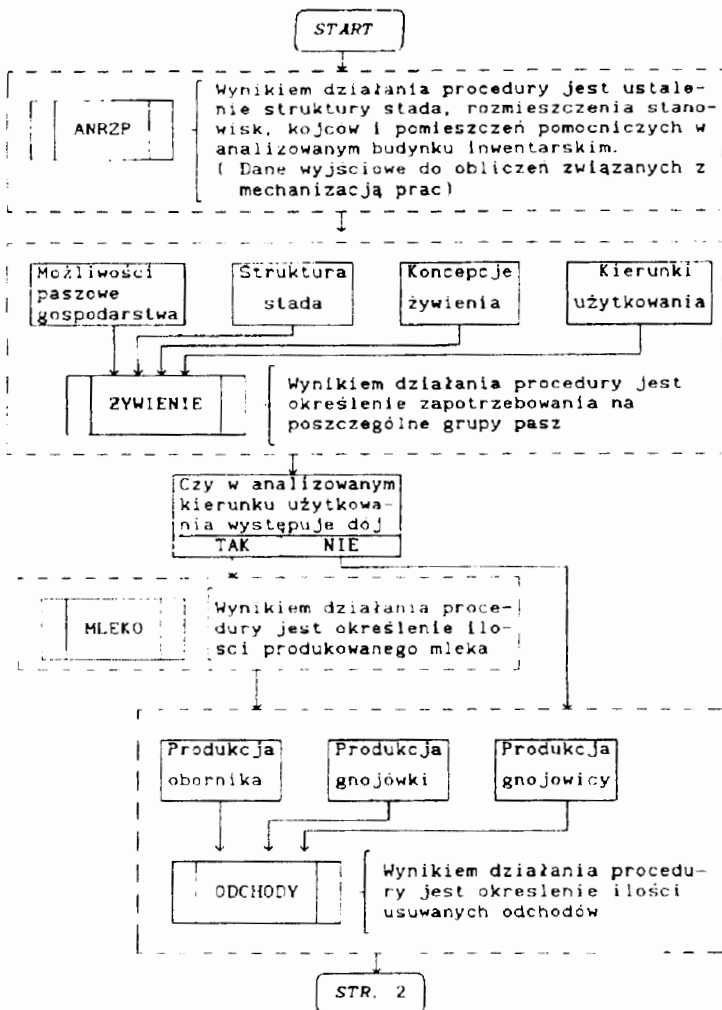 START
ANRZP
Wynikiem działania procedury jest ustale-
nie struktury stada, rozmieszczenia stano-
wisk, kojcow i pomieszczeń pomocniczych w
analizowanym budynku inwentarskim.
( Dane wyjściowe do obliczeń związanych z
mechanizacją prac)
Możliwości
paszowe
gospodarstwa
Struktura
stada
Koncepcje
żywienia
Kierunki
użytkowania
ZYWIENIE
Wynikiem działania procedury jest
określenie zapotrzebowania na
poszczególne grupy pasz
Czy w analizowanym
kierunku użytkowa-
nia występuje dój
TAK NIE
MLEKO
Wynikiem działania proce-
dury jest określenie ilo-
sci produkowanego mleka
Produkcja
obornika
Produkcja
gnojówki
Produkcja
gnojowicy
ODCHODY
Wynikiem działania procedu-
ry jest okreslenie ilości
usuwanych odchodów
STR. 2